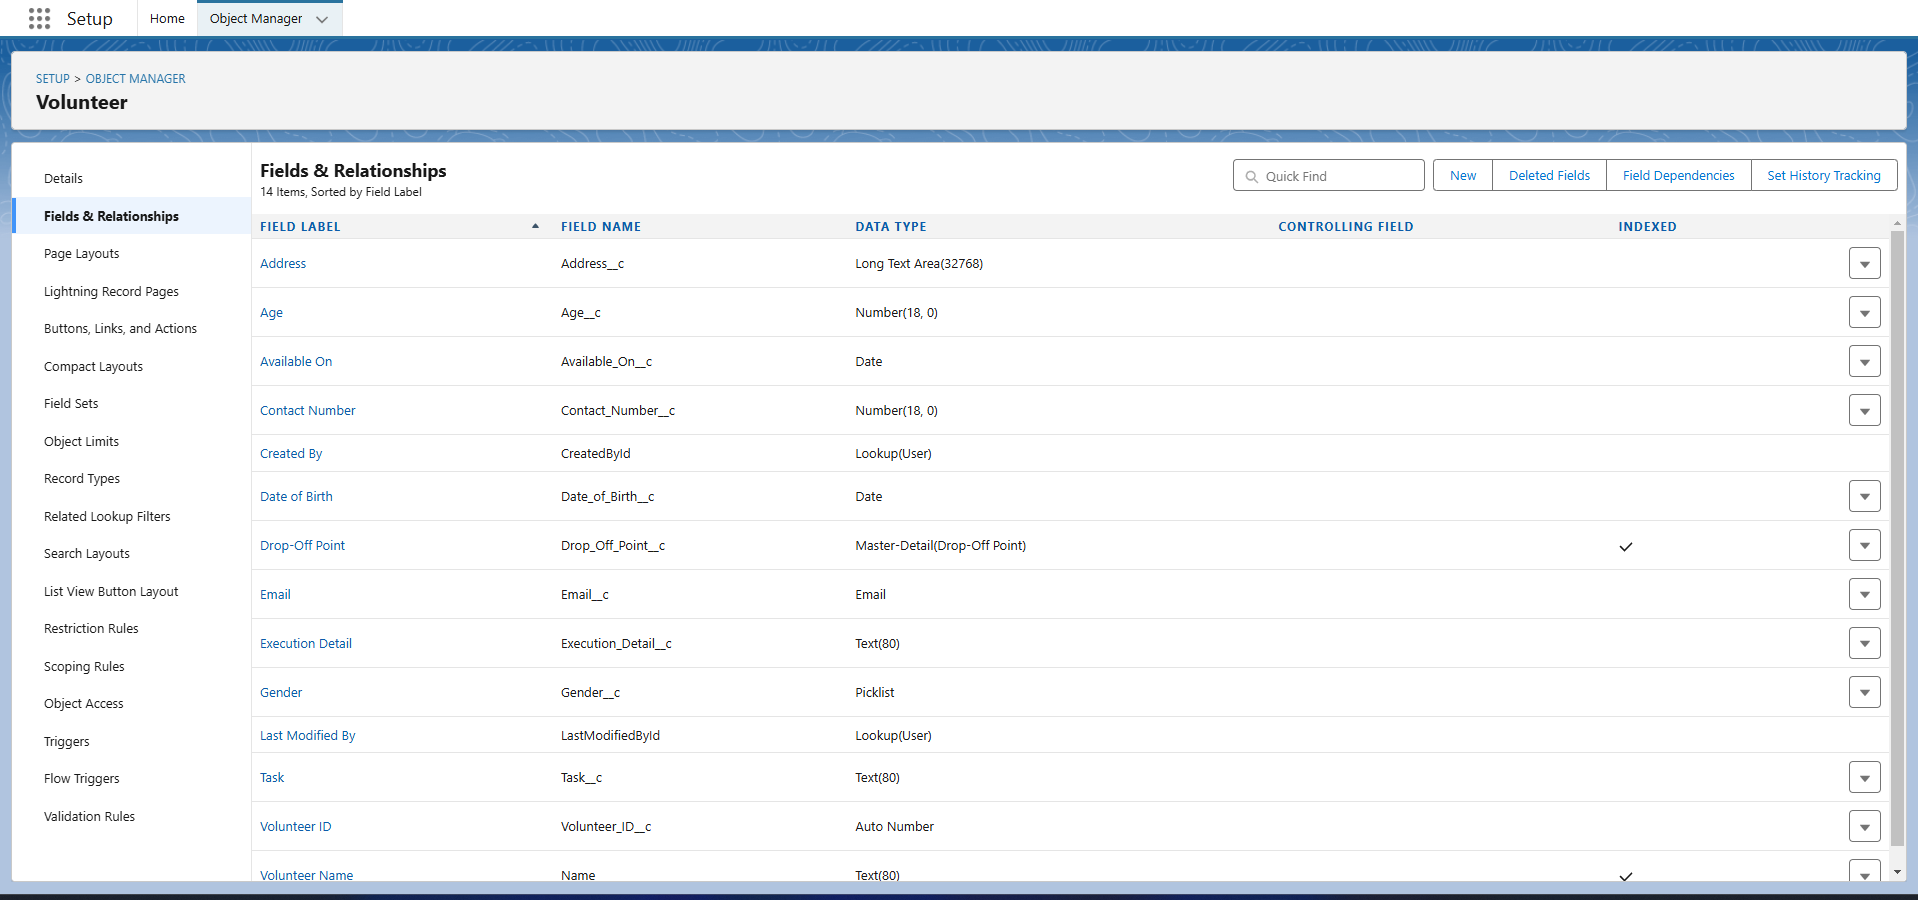 Setup
Home
Object Manager
SETUP > OBJECT MANAGER
Volunteer
Details
Fields & Relationships
Page Layouts
Lightning Record Pages
Buttons, Links, and Actions
Compact Layouts
Field Sets
Object Limits
Record Types
Related Lookup Filters
Search Layouts
List View Button Layout
Restriction Rules
Scoping Rules
Object Access
Triggers
Flow Triggers
Validation Rules
Fields & Relationships
14 Items, Sorted by Field Label
Quick Find
New
Deleted Fields
Field Dependencies
Set History Tracking
FIELD LABEL FIELD NAME DATA TYPE CONTROLLING FIELD INDEXED
Address Address__c Long Text Area(32768)
Age Age__c Number(18, 0)
Available On Available_On__c Date
Contact Number Contact_Number__c Number(18, 0)
Created By CreatedById Lookup(User)
Date of Birth Date_of_Birth__c Date
Drop-Off Point Drop_Off_Point__c Master-Detail(Drop-Off Point)
Email Email__c Email
Execution Detail Execution_Detail__c Text(80)
Gender Gender__c Picklist
Last Modified By LastModifiedById Lookup(User)
Task Task__c Text(80)
Volunteer ID Volunteer_ID__c Auto Number
Volunteer Name Name Text(80)